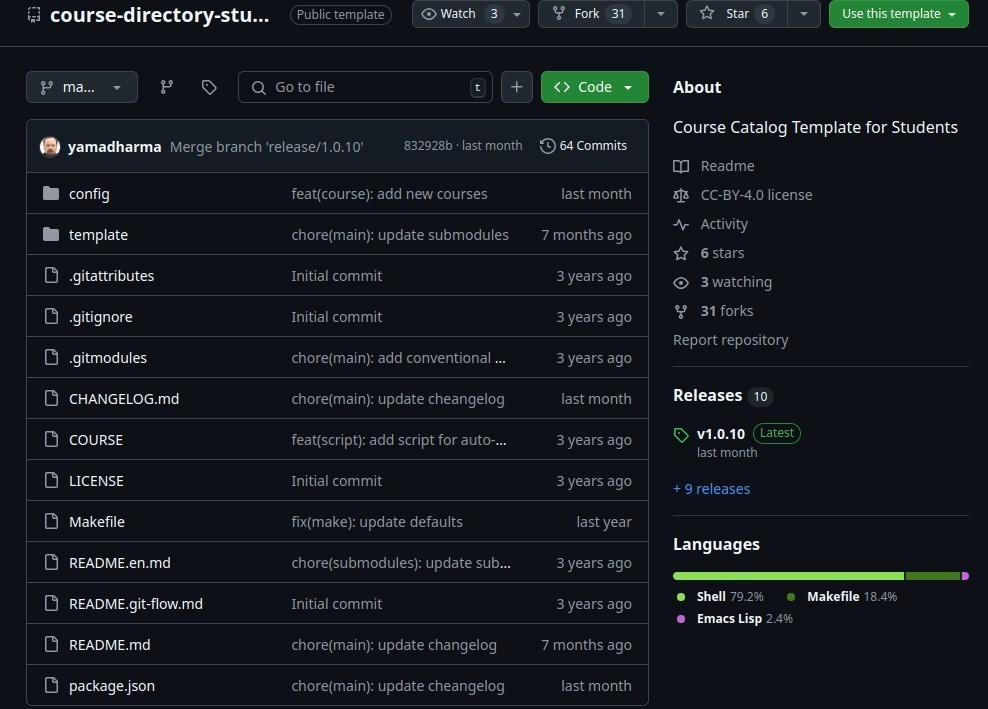 course-directory-stu... Public template Watch 3 Fork 31 Star 6 Use this template
ma... Go to file t Code
yamadharma Merge branch 'release/1.0.10' 832928b · last month 64 Commits
config feat(course): add new courses last month
template chore(main): update submodules 7 months ago
.gitattributes Initial commit 3 years ago
.gitignore Initial commit 3 years ago
.gitmodules chore(main): add conventional ... 3 years ago
CHANGELOG.md chore(main): update cheangelog last month
COURSE feat(script): add script for auto-... 3 years ago
LICENSE Initial commit 3 years ago
Makefile fix(make): update defaults last year
README.en.md chore(submodules): update sub... 3 years ago
README.git-flow.md Initial commit 3 years ago
README.md chore(main): update changelog 7 months ago
package.json chore(main): update cheangelog last month
About
Course Catalog Template for Students
Readme
CC-BY-4.0 license
Activity
6 stars
3 watching
31 forks
Report repository
Releases 10
v1.0.10 Latest
last month
+ 9 releases
Languages
Shell 79.2% Makefile 18.4%
Emacs Lisp 2.4%